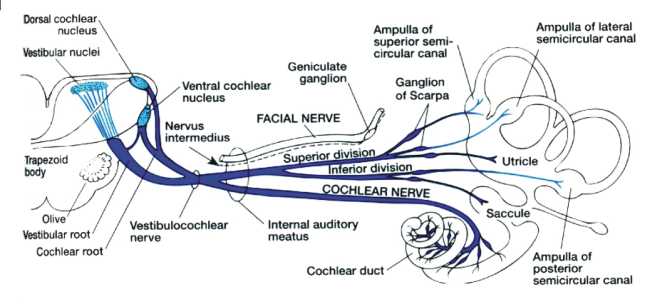 Dorsal cochlear
nucleus
Vestibular nuclei
Ventral cochlear
nucleus
Nervus
intermedius
Geniculate
ganglion
FACIAL NERVE
Ampulla of
superior semi-
circular canal
Ganglion
of Scarpa
Ampulla of lateral
semicircular canal
Superior division
Inferior division
COCHLEAR NERVE
Utricle
Saccule
Trapezoid
body
Olive
Vestibular root
Cochlear root
Vestibulocochlear
nerve
Internal auditory
meatus
Cochlear duct
Ampulla of
posterior
semicircular canal